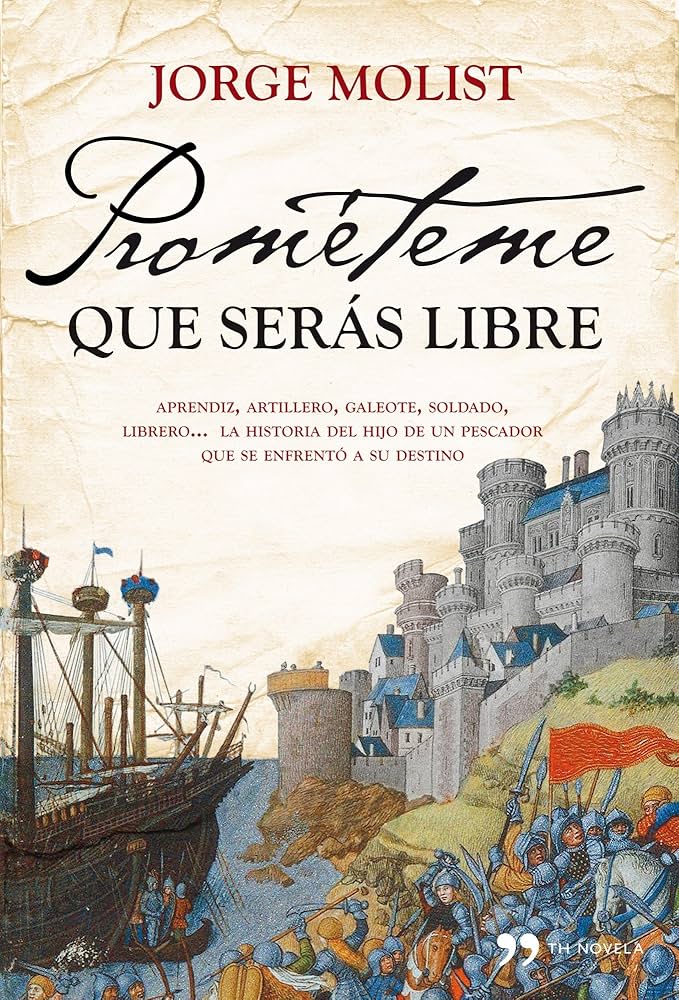 JORGE MOLIST
Prométeme
QUE SERÁS LIBRE
APRENDIZ, ARTILLERO, GALEOTE, SOLDADO,
LIBRERO... LA HISTORIA DEL HIJO DE UN PESCADOR
QUE SE ENFRENTÓ A SU DESTINO
TH NOVELA